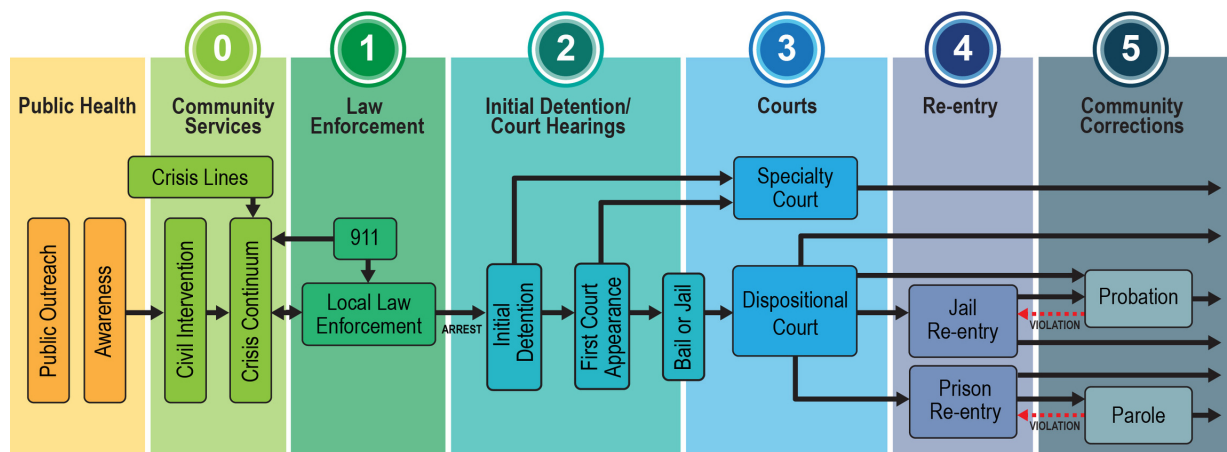 0
1
2
3
4
5
Public Health
Community
Services
Law
Enforcement
Initial Detention/
Court Hearings
Courts
Re-entry
Community
Corrections
Crisis Lines
Public Outreach
Awareness
Civil Intervention
Crisis Continuum
911
Local Law
Enforcement
ARREST
Initial
Detention
First Court
Appearance
Bail or Jail
Specialty
Court
Dispositional
Court
Jail
Re-entry
Prison
Re-entry
VIOLATION
Probation
VIOLATION
Parole